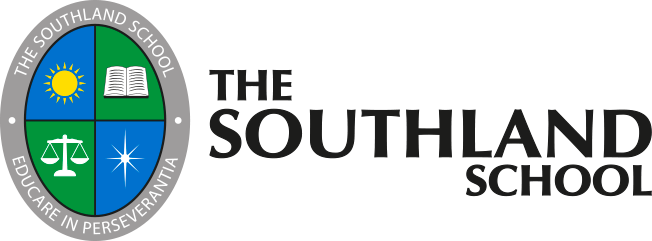 THE SOUTHLAND SCHOOL
EDUCARE IN PERSEVERANTIA
THE
SOUTHLAND
SCHOOL